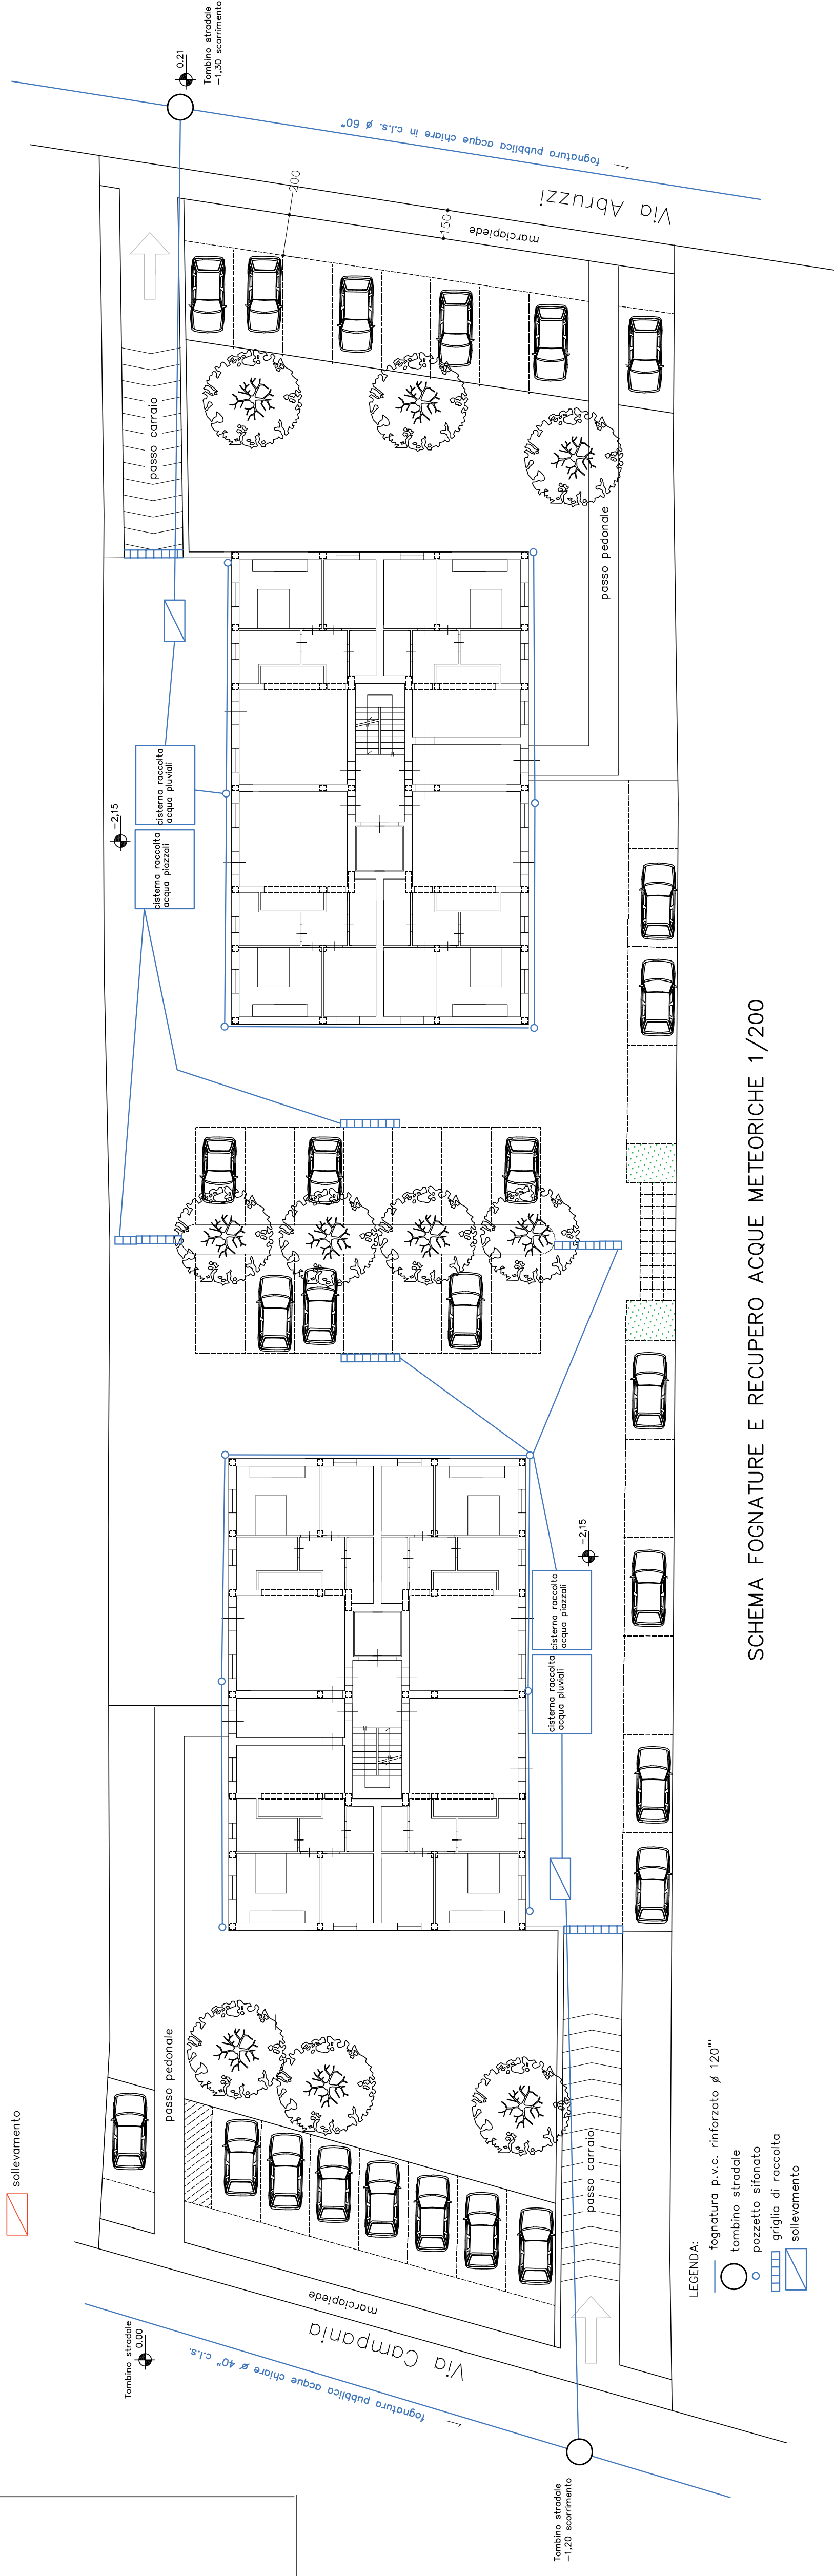 SCHEMA FOGNATURE E RECUPERO ACQUE METEORICHE 1/200
Tombino stradale
-1,30 scorrimento
0.21
fognatura pubblica acque chiare in c.l.s. ø 60"
Via Abruzzi
marciapiede
200
150
passo carraio
passo pedonale
cisterna raccolta
acqua pluviali
cisterna raccolta
acqua piazzali
-2,15
-2,15
cisterna raccolta
acqua piazzali
cisterna raccolta
acqua pluviali
passo pedonale
passo carraio
sollevamento
marciapiede
Via Campania
fognatura pubblica acque chiare ø 40" c.l.s.
Tombino stradale
0.00
Tombino stradale
-1,20 scorrimento
LEGENDA:
fognatura p.v.c. rinforzato ø 120"'
tombino stradale
pozzetto sifonato
griglia di raccolta
sollevamento